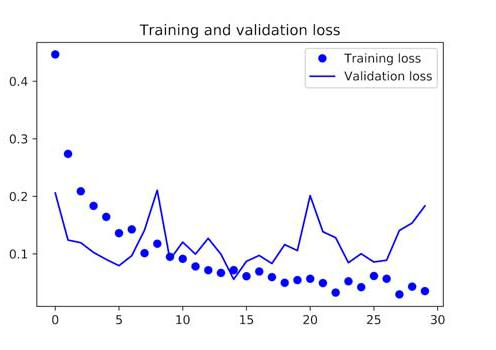 Training and validation loss
Training loss
Validation loss
0.4
0.3
0.2
0.1
0 5 10 15 20 25 30